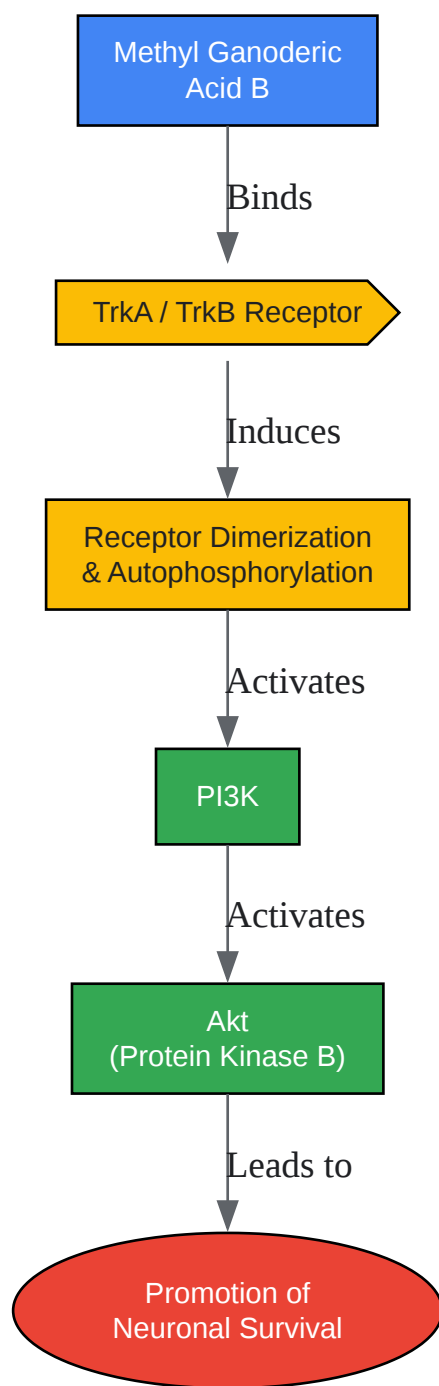 Methyl Ganoderic
Acid B
Binds
TrkA / TrkB Receptor
Induces
Receptor Dimerization
& Autophosphorylation
Activates
PI3K
Activates
Akt
(Protein Kinase B)
Leads to
Promotion of
Neuronal Survival